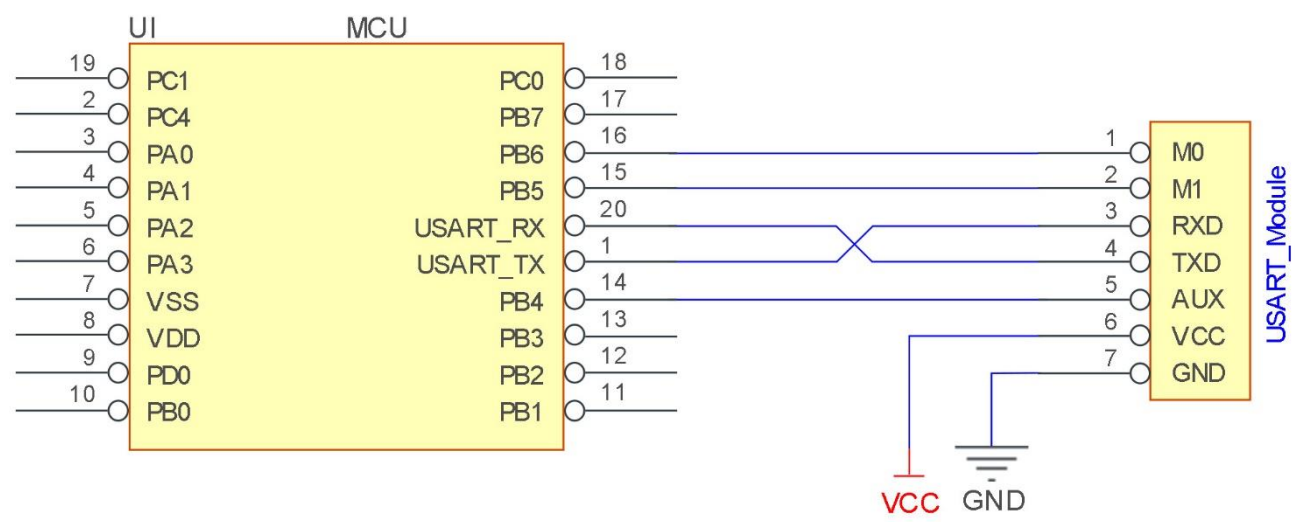 UI MCU
19 PC1 PC0 18
2 PC4 PB7 17
3 PA0 PB6 16 1 M0
4 PA1 PB5 15 2 M1
5 PA2 USART_RX 20 3 RXD
6 PA3 USART_TX 1 4 TXD
7 VSS PB4 14 5 AUX
8 VDD PB3 13 6 VCC
9 PD0 PB2 12 7 GND
10 PB0 PB1 11
USART_Module
VCC GND